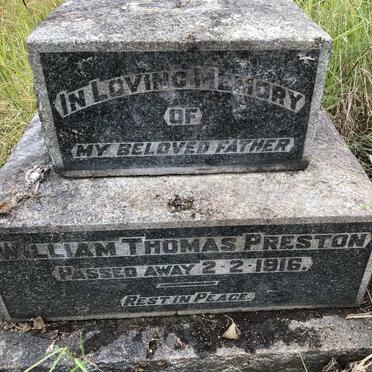 IN LOVING MEMORY
OF
MY BELOVED FATHER
WILLIAM THOMAS PRESTON
PASSED AWAY 2-2-1916.
REST IN PEACE.